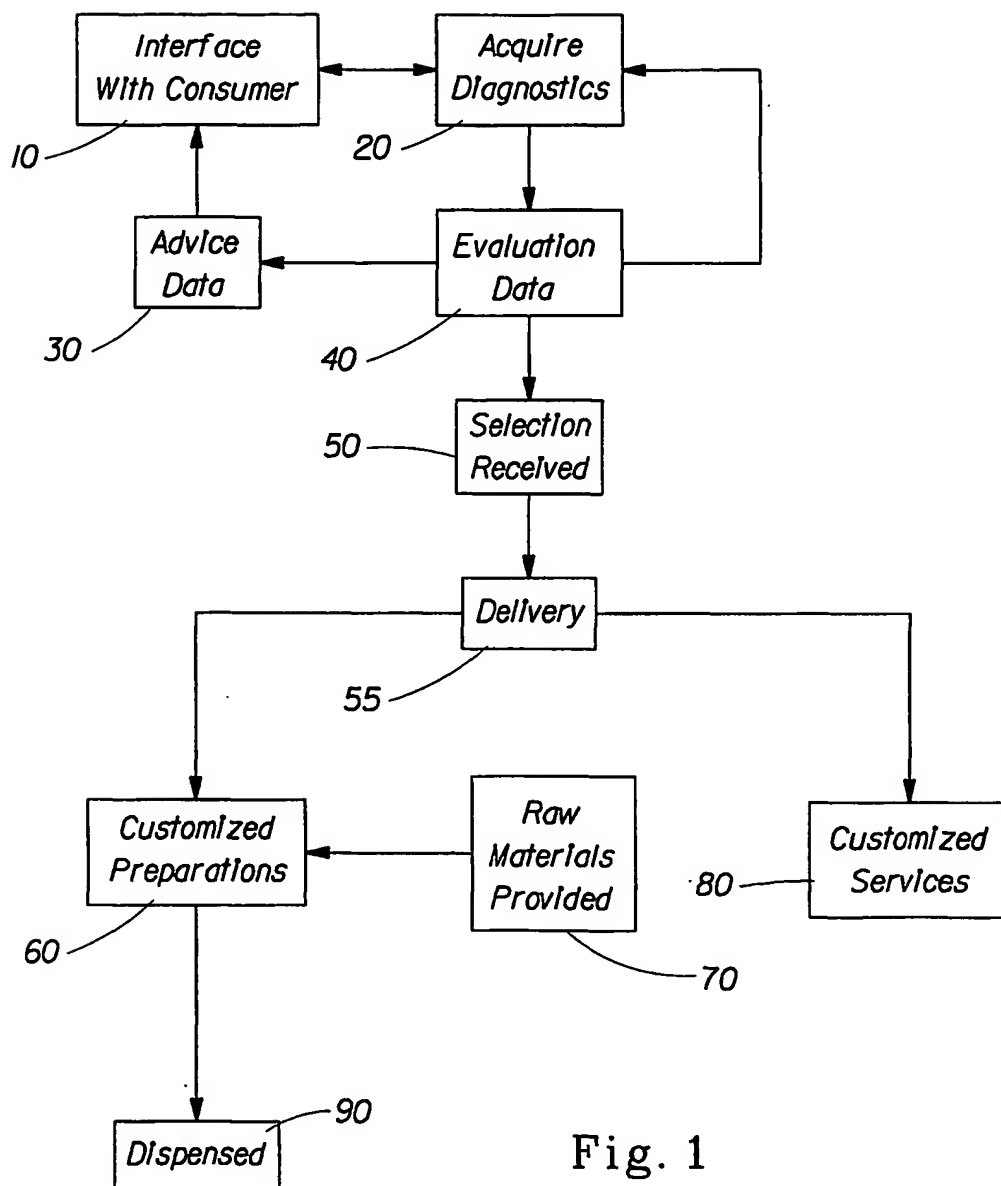 Interface
With Consumer
10
Acquire
Diagnostics
20
Advice
Data
30
Evaluation
Data
40
Selection
Received
50
Delivery
55
Customized
Preparations
60
Raw
Materials
Provided
70
Customized
Services
80
Dispensed
90
Fig. 1